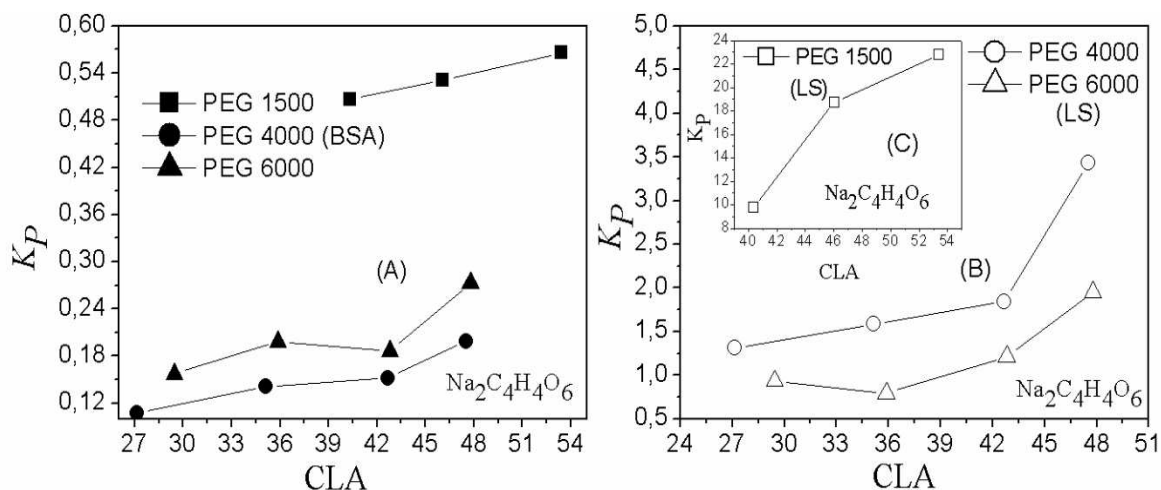 0,60
0,54
0,48
0,42
0,36
0,30
0,24
0,18
0,12
K_P
PEG 1500
PEG 4000 (BSA)
PEG 6000
(A)
Na₂C₄H₄O₆
27 30 33 36 39 42 45 48 51 54
CLA
5,0
4,5
4,0
3,5
3,0
2,5
2,0
1,5
1,0
0,5
K_P
PEG 4000
PEG 6000
(LS)
(B)
Na₂C₄H₄O₆
24 27 30 33 36 39 42 45 48 51
CLA
24
22
20
18
16
14
12
10
8
K_P
PEG 1500
(LS)
(C)
Na₂C₄H₄O₆
40 42 44 46 48 50 52 54
CLA